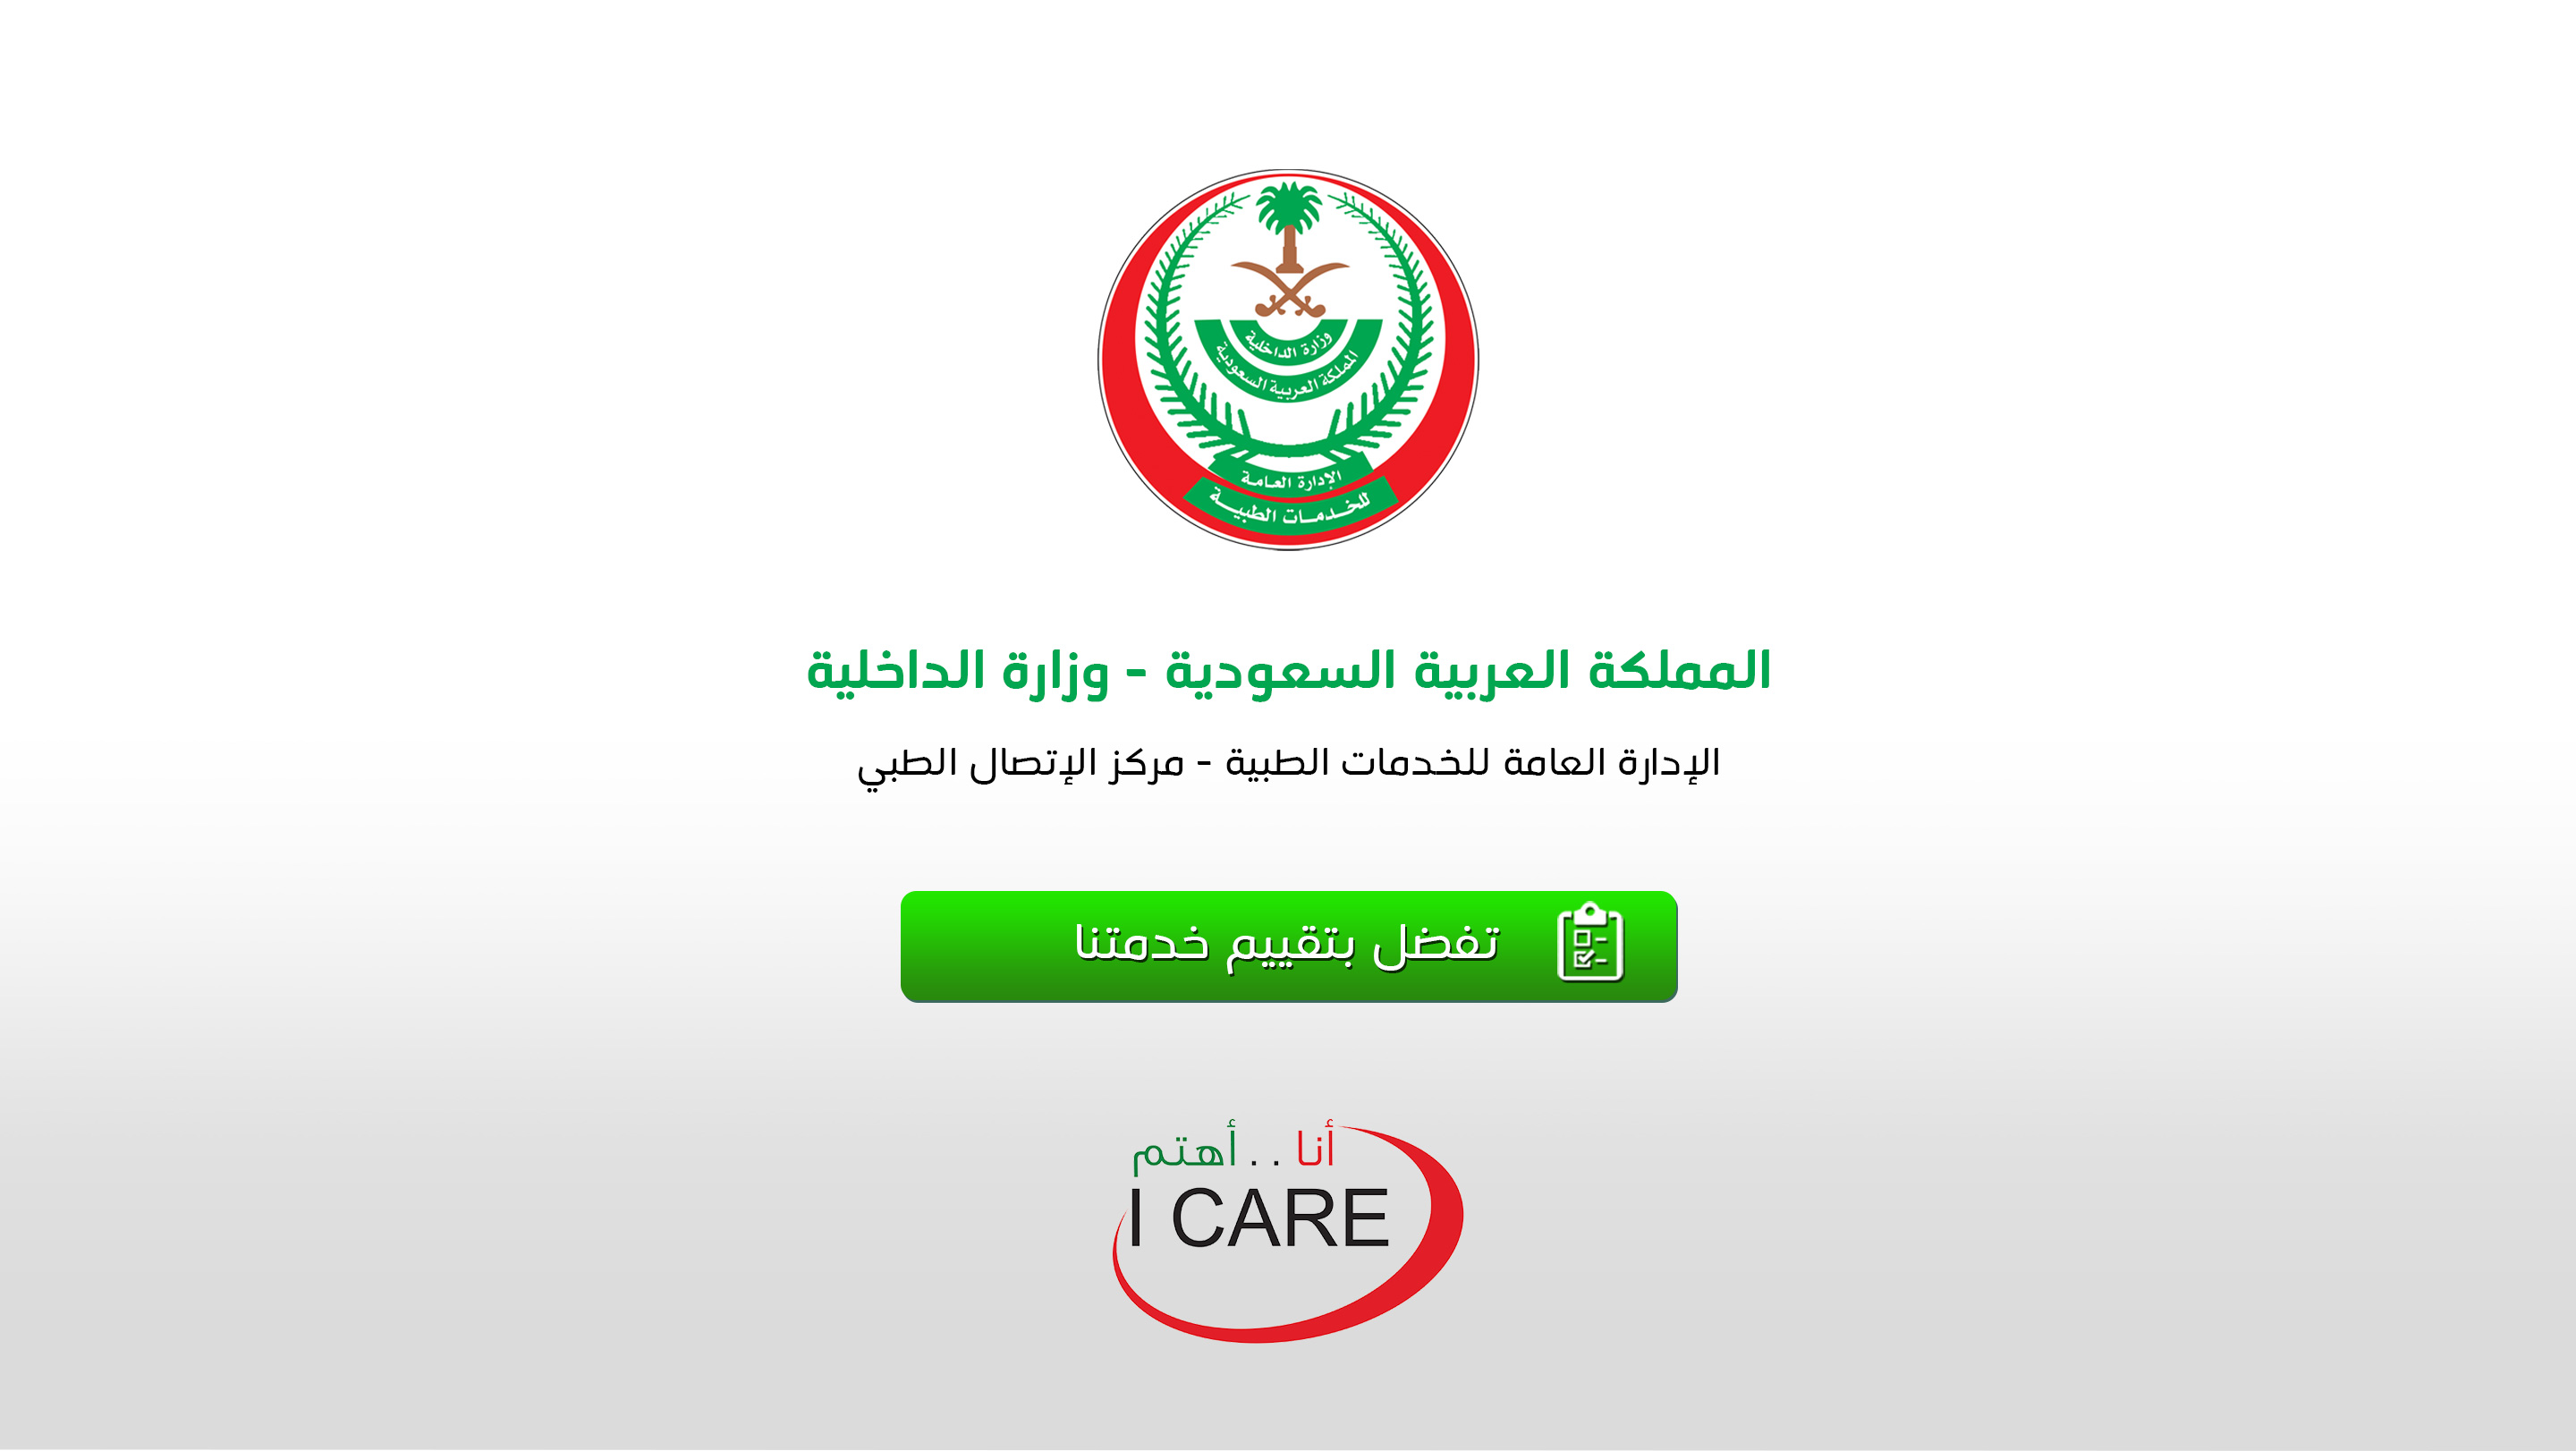 وزارة الداخلية
المملكة العربية السعودية
الإدارة العامة
للخدمات الطبية
المملكة العربية السعودية - وزارة الداخلية
الإدارة العامة للخدمات الطبية - مركز الإتصال الطبي
تفضل بتقييم خدمتنا
أنا . . أهتم
I CARE